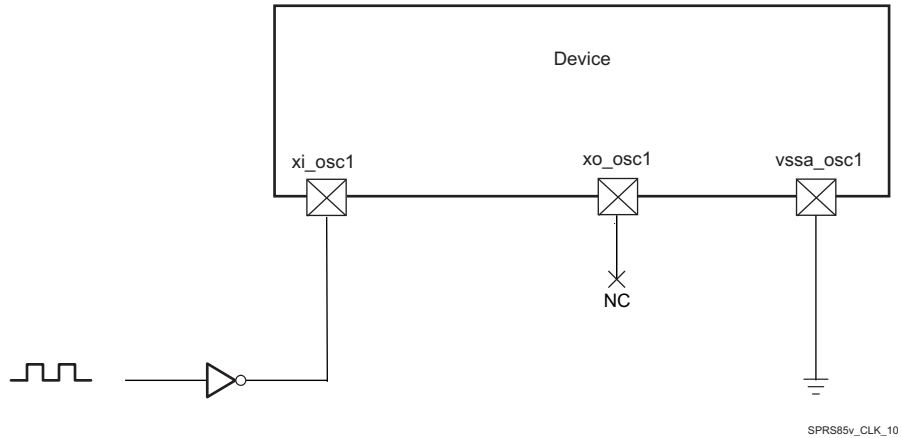 Device
xi_osc1
xo_osc1
vssa_osc1
NC
SPRS85v_CLK_10